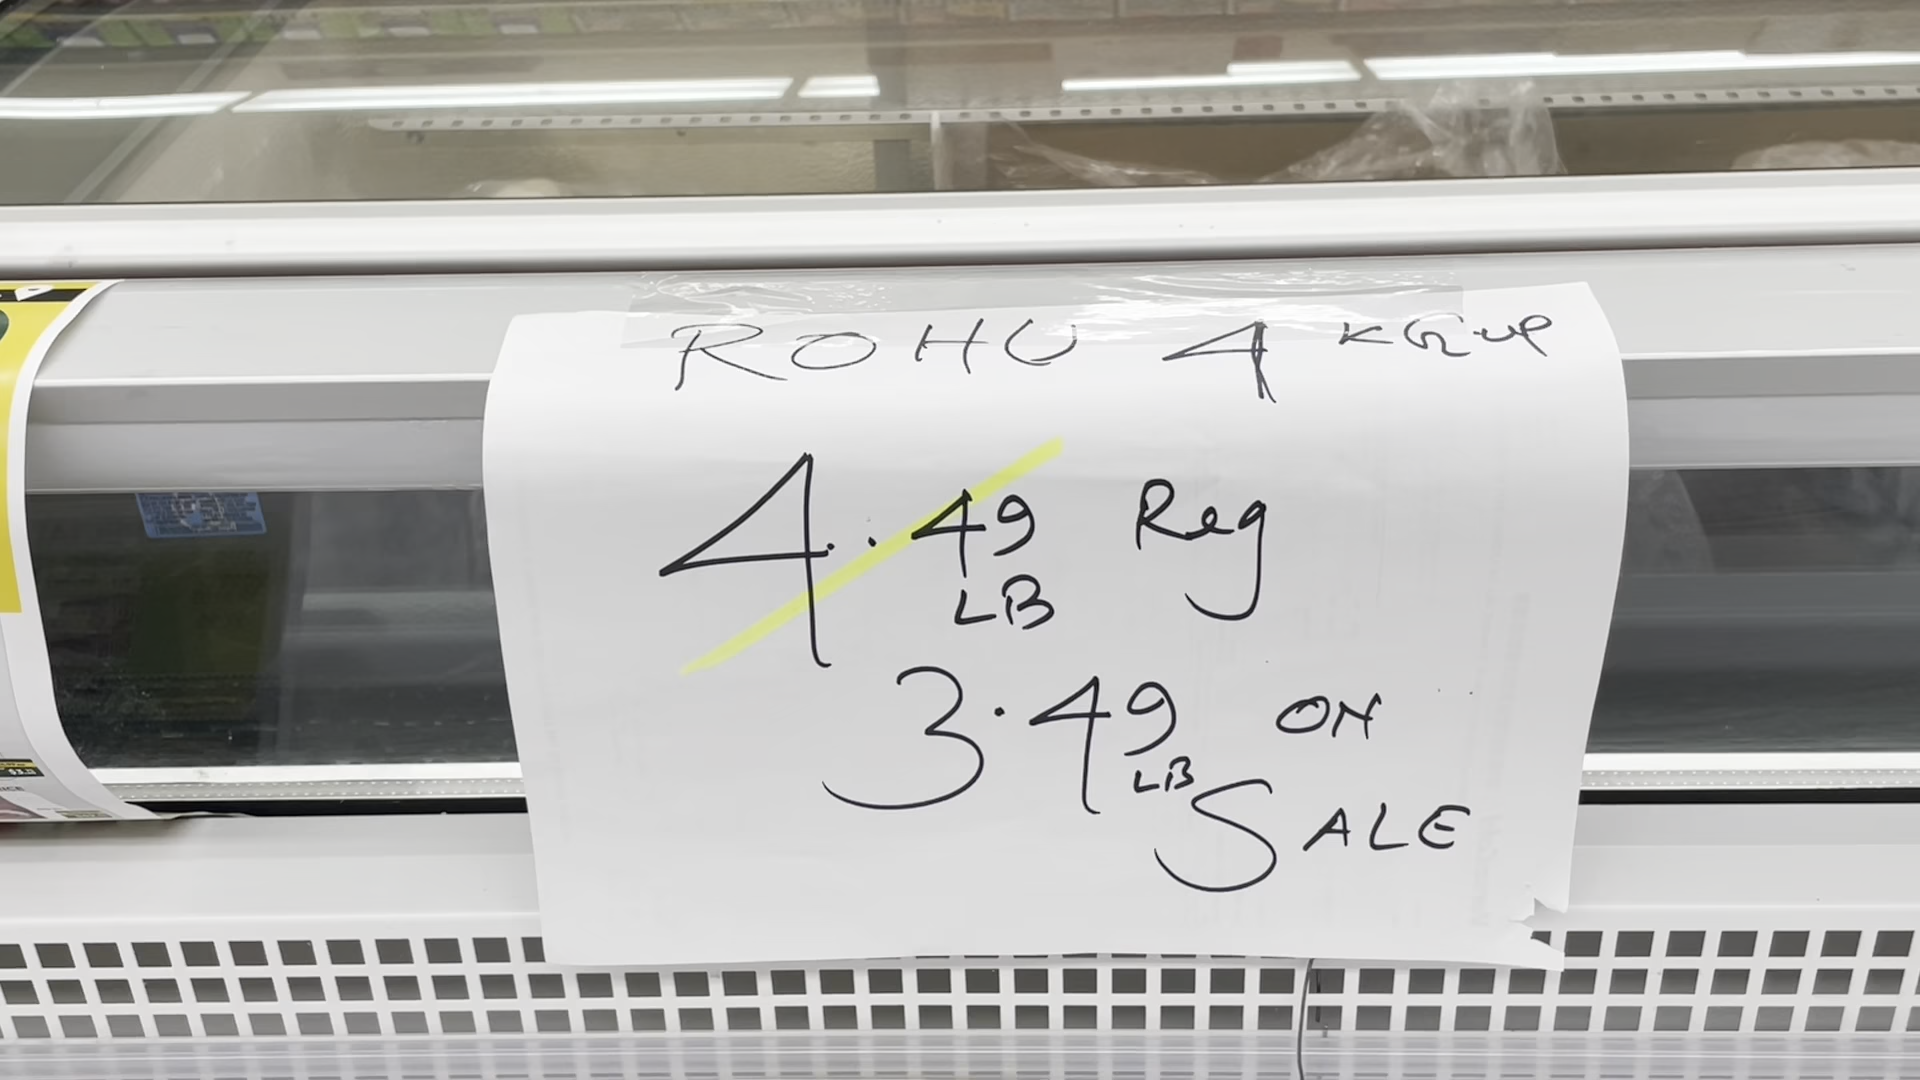 ROHU 4 KG UP
4..49 Reg
LB
3.49 ON
LB
SALE